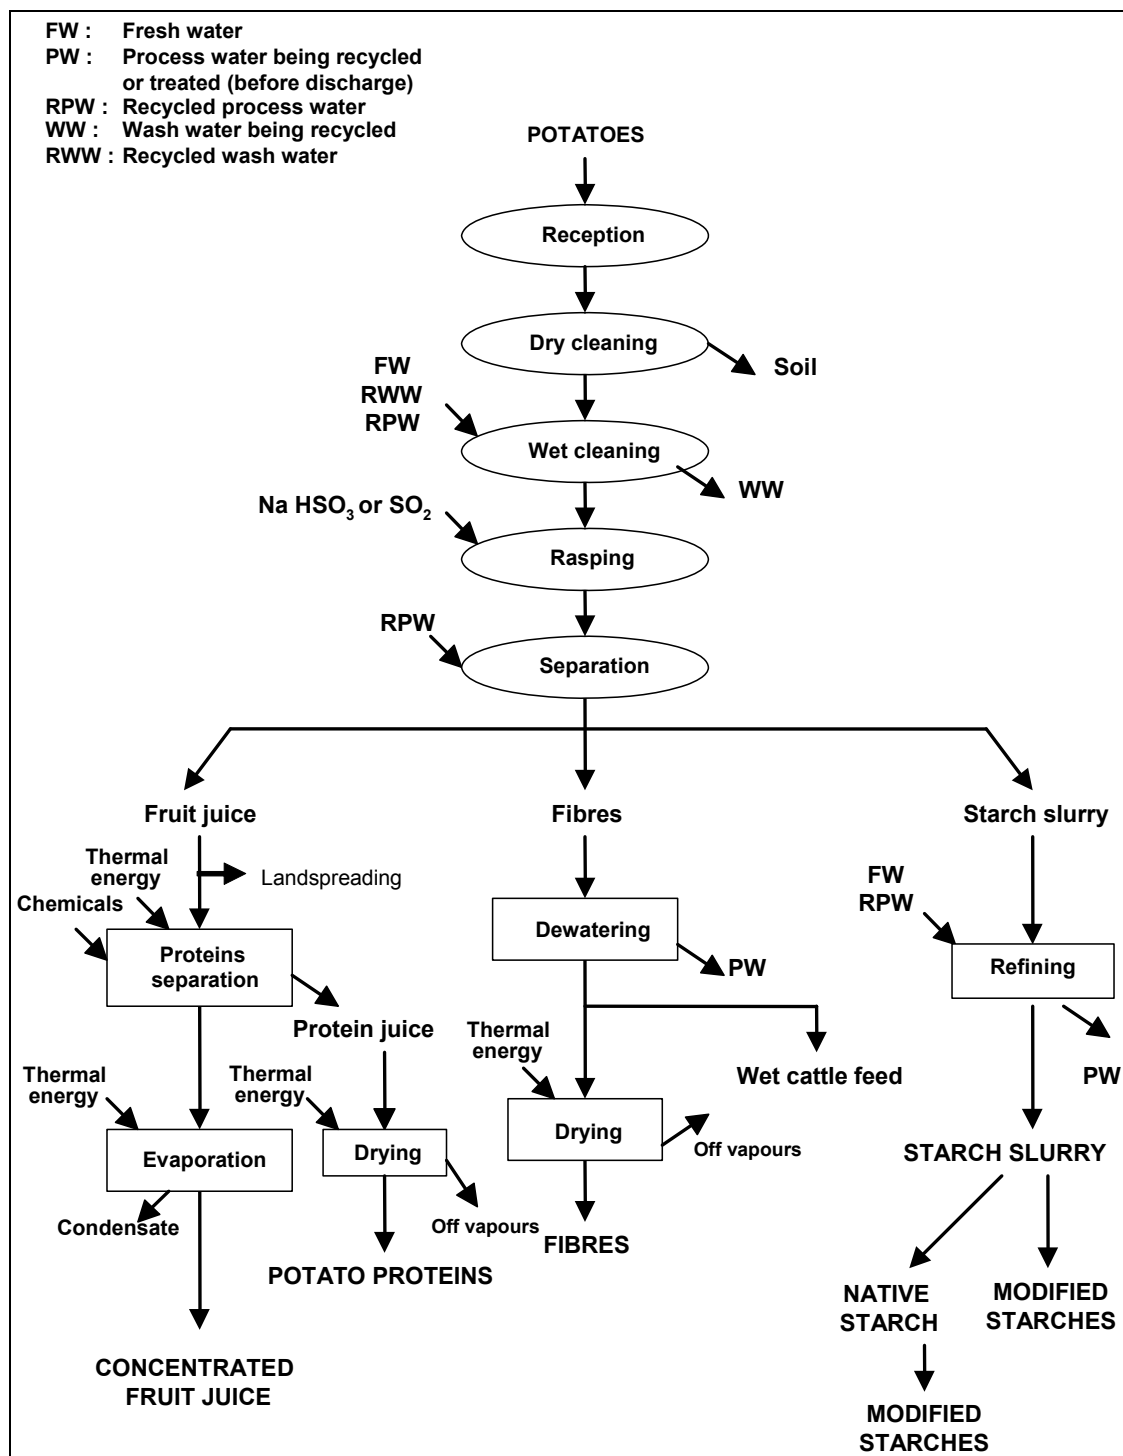 FW : Fresh water
PW : Process water being recycled
or treated (before discharge)
RPW : Recycled process water
WW : Wash water being recycled
RWW : Recycled wash water
POTATOES
Reception
Dry cleaning
Soil
FW
RWW
RPW
Wet cleaning
WW
Na HSO₃ or SO₂
Rasping
RPW
Separation
Fruit juice
Fibres
Starch slurry
Thermal
energy
Landspreading
Chemicals
Proteins
separation
Protein juice
Thermal
energy
Evaporation
Condensate
CONCENTRATED
FRUIT JUICE
Thermal
energy
Drying
Off vapours
POTATO PROTEINS
Dewatering
PW
Wet cattle feed
Thermal
energy
Drying
Off vapours
FIBRES
FW
RPW
Refining
PW
STARCH SLURRY
NATIVE
STARCH
MODIFIED
STARCHES
MODIFIED
STARCHES